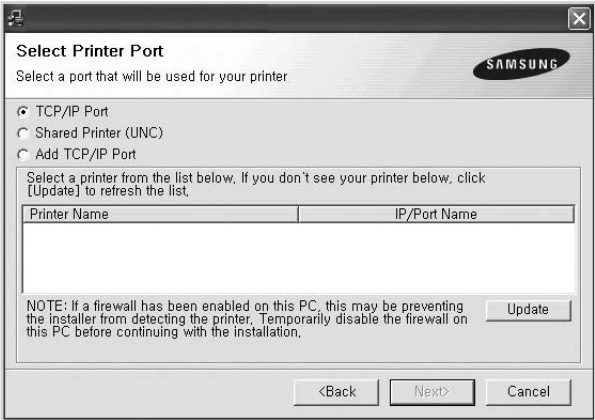 Select Printer Port
Select a port that will be used for your printer
SAMSUNG
TCP/IP Port
Shared Printer (UNC)
Add TCP/IP Port
Select a printer from the list below, If you don't see your printer below, click
[Update] to refresh the list,
Printer Name IP/Port Name
NOTE: If a firewall has been enabled on this PC, this may be preventing
the installer from detecting the printer, Temporarily disable the firewall on
this PC before continuing with the installation,
Update
<Back Next> Cancel